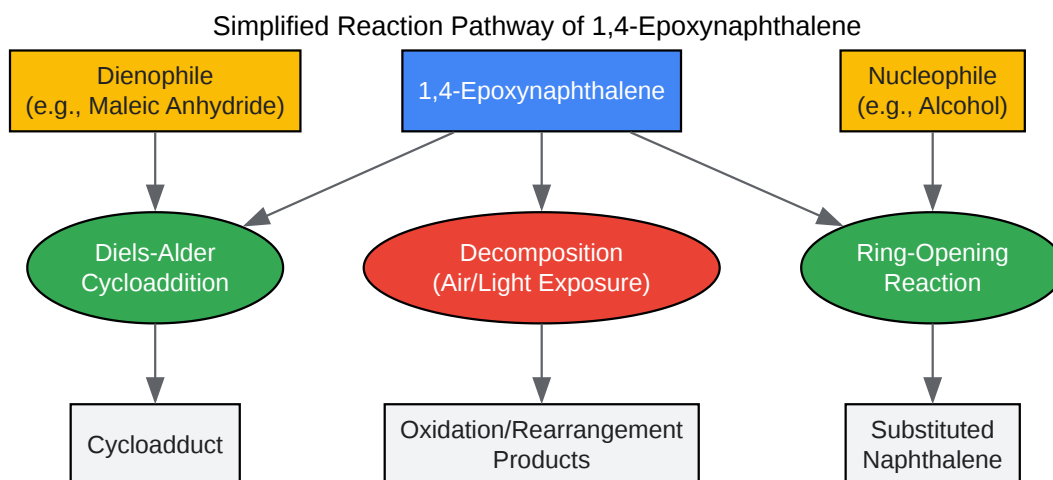 Simplified Reaction Pathway of 1,4-Epoxynaphthalene
Dienophile
(e.g., Maleic Anhydride)
1,4-Epoxynaphthalene
Nucleophile
(e.g., Alcohol)
Diels-Alder
Cycloaddition
Decomposition
(Air/Light Exposure)
Ring-Opening
Reaction
Cycloadduct
Oxidation/Rearrangement
Products
Substituted
Naphthalene